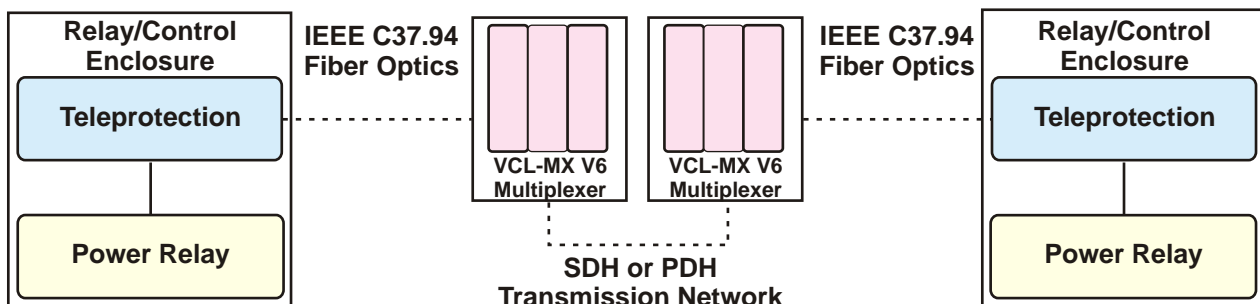 Relay/Control
Enclosure
Teleprotection
Power Relay
IEEE C37.94
Fiber Optics
VCL-MX V6
Multiplexer
VCL-MX V6
Multiplexer
SDH or PDH
Transmission Network
IEEE C37.94
Fiber Optics
Relay/Control
Enclosure
Teleprotection
Power Relay